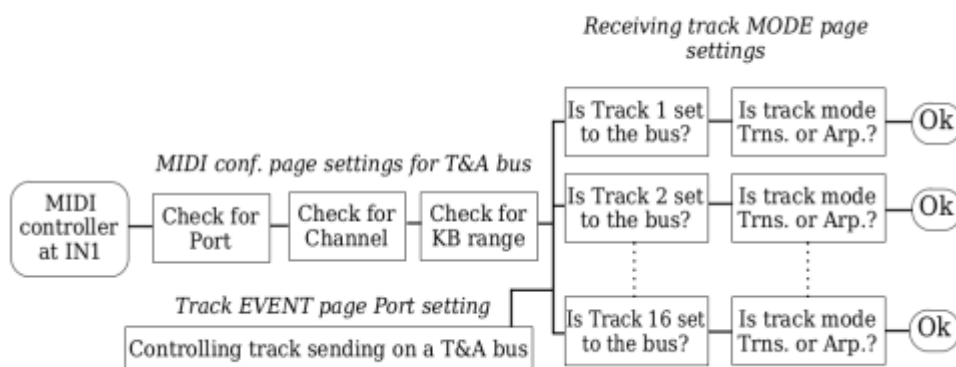 Receiving track MODE page
settings
Is Track 1 set
to the bus?
Is track mode
Trns. or Arp.?
Ok
MIDI conf. page settings for T&A bus
MIDI
controller
at IN1
Check for
Port
Check for
Channel
Check for
KB range
Is Track 2 set
to the bus?
Is track mode
Trns. or Arp.?
Ok
Track EVENT page Port setting
Controlling track sending on a T&A bus
Is Track 16 set
to the bus?
Is track mode
Trns. or Arp.?
Ok